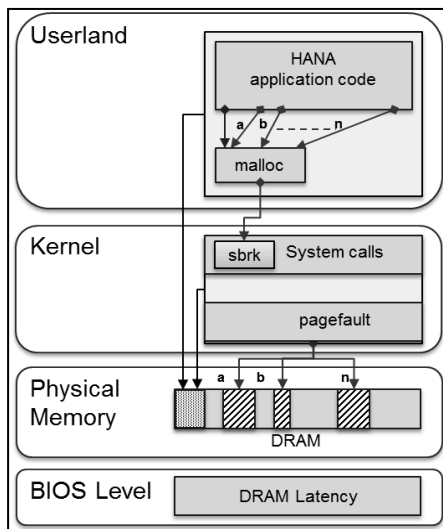 Userland
HANA
application code
a b n
malloc
Kernel
sbrk System calls
pagefault
Physical
Memory
a b n
DRAM
BIOS Level
DRAM Latency